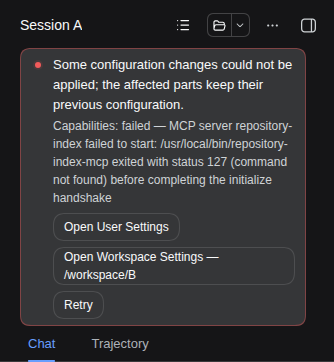 Session A
Some configuration changes could not be
applied; the affected parts keep their
previous configuration.
Capabilities: failed — MCP server repository-
index failed to start: /usr/local/bin/repository-
index-mcp exited with status 127 (command
not found) before completing the initialize
handshake
Open User Settings
Open Workspace Settings —
/workspace/B
Retry
Chat Trajectory